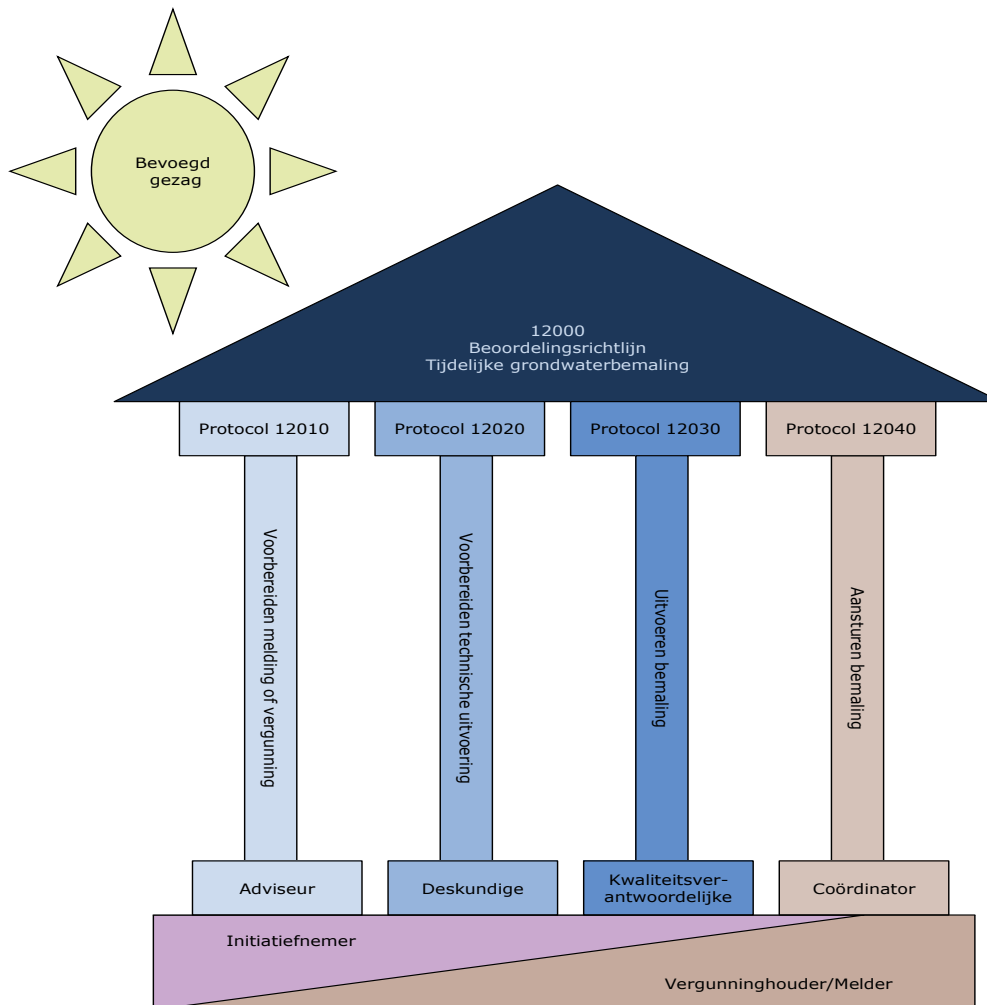 Bevoegd
gezag
12000
Beoordelingsrichtlijn
Tijdelijke grondwaterbemaling
Protocol 12010
Protocol 12020
Protocol 12030
Protocol 12040
Voorbereiden melding of vergunning
Voorbereiden technische uitvoering
Uitvoeren bemaling
Aansturen bemaling
Adviseur
Deskundige
Kwaliteitsver-
antwoordelijke
Coördinator
Initiatiefnemer
Vergunninghouder/Melder